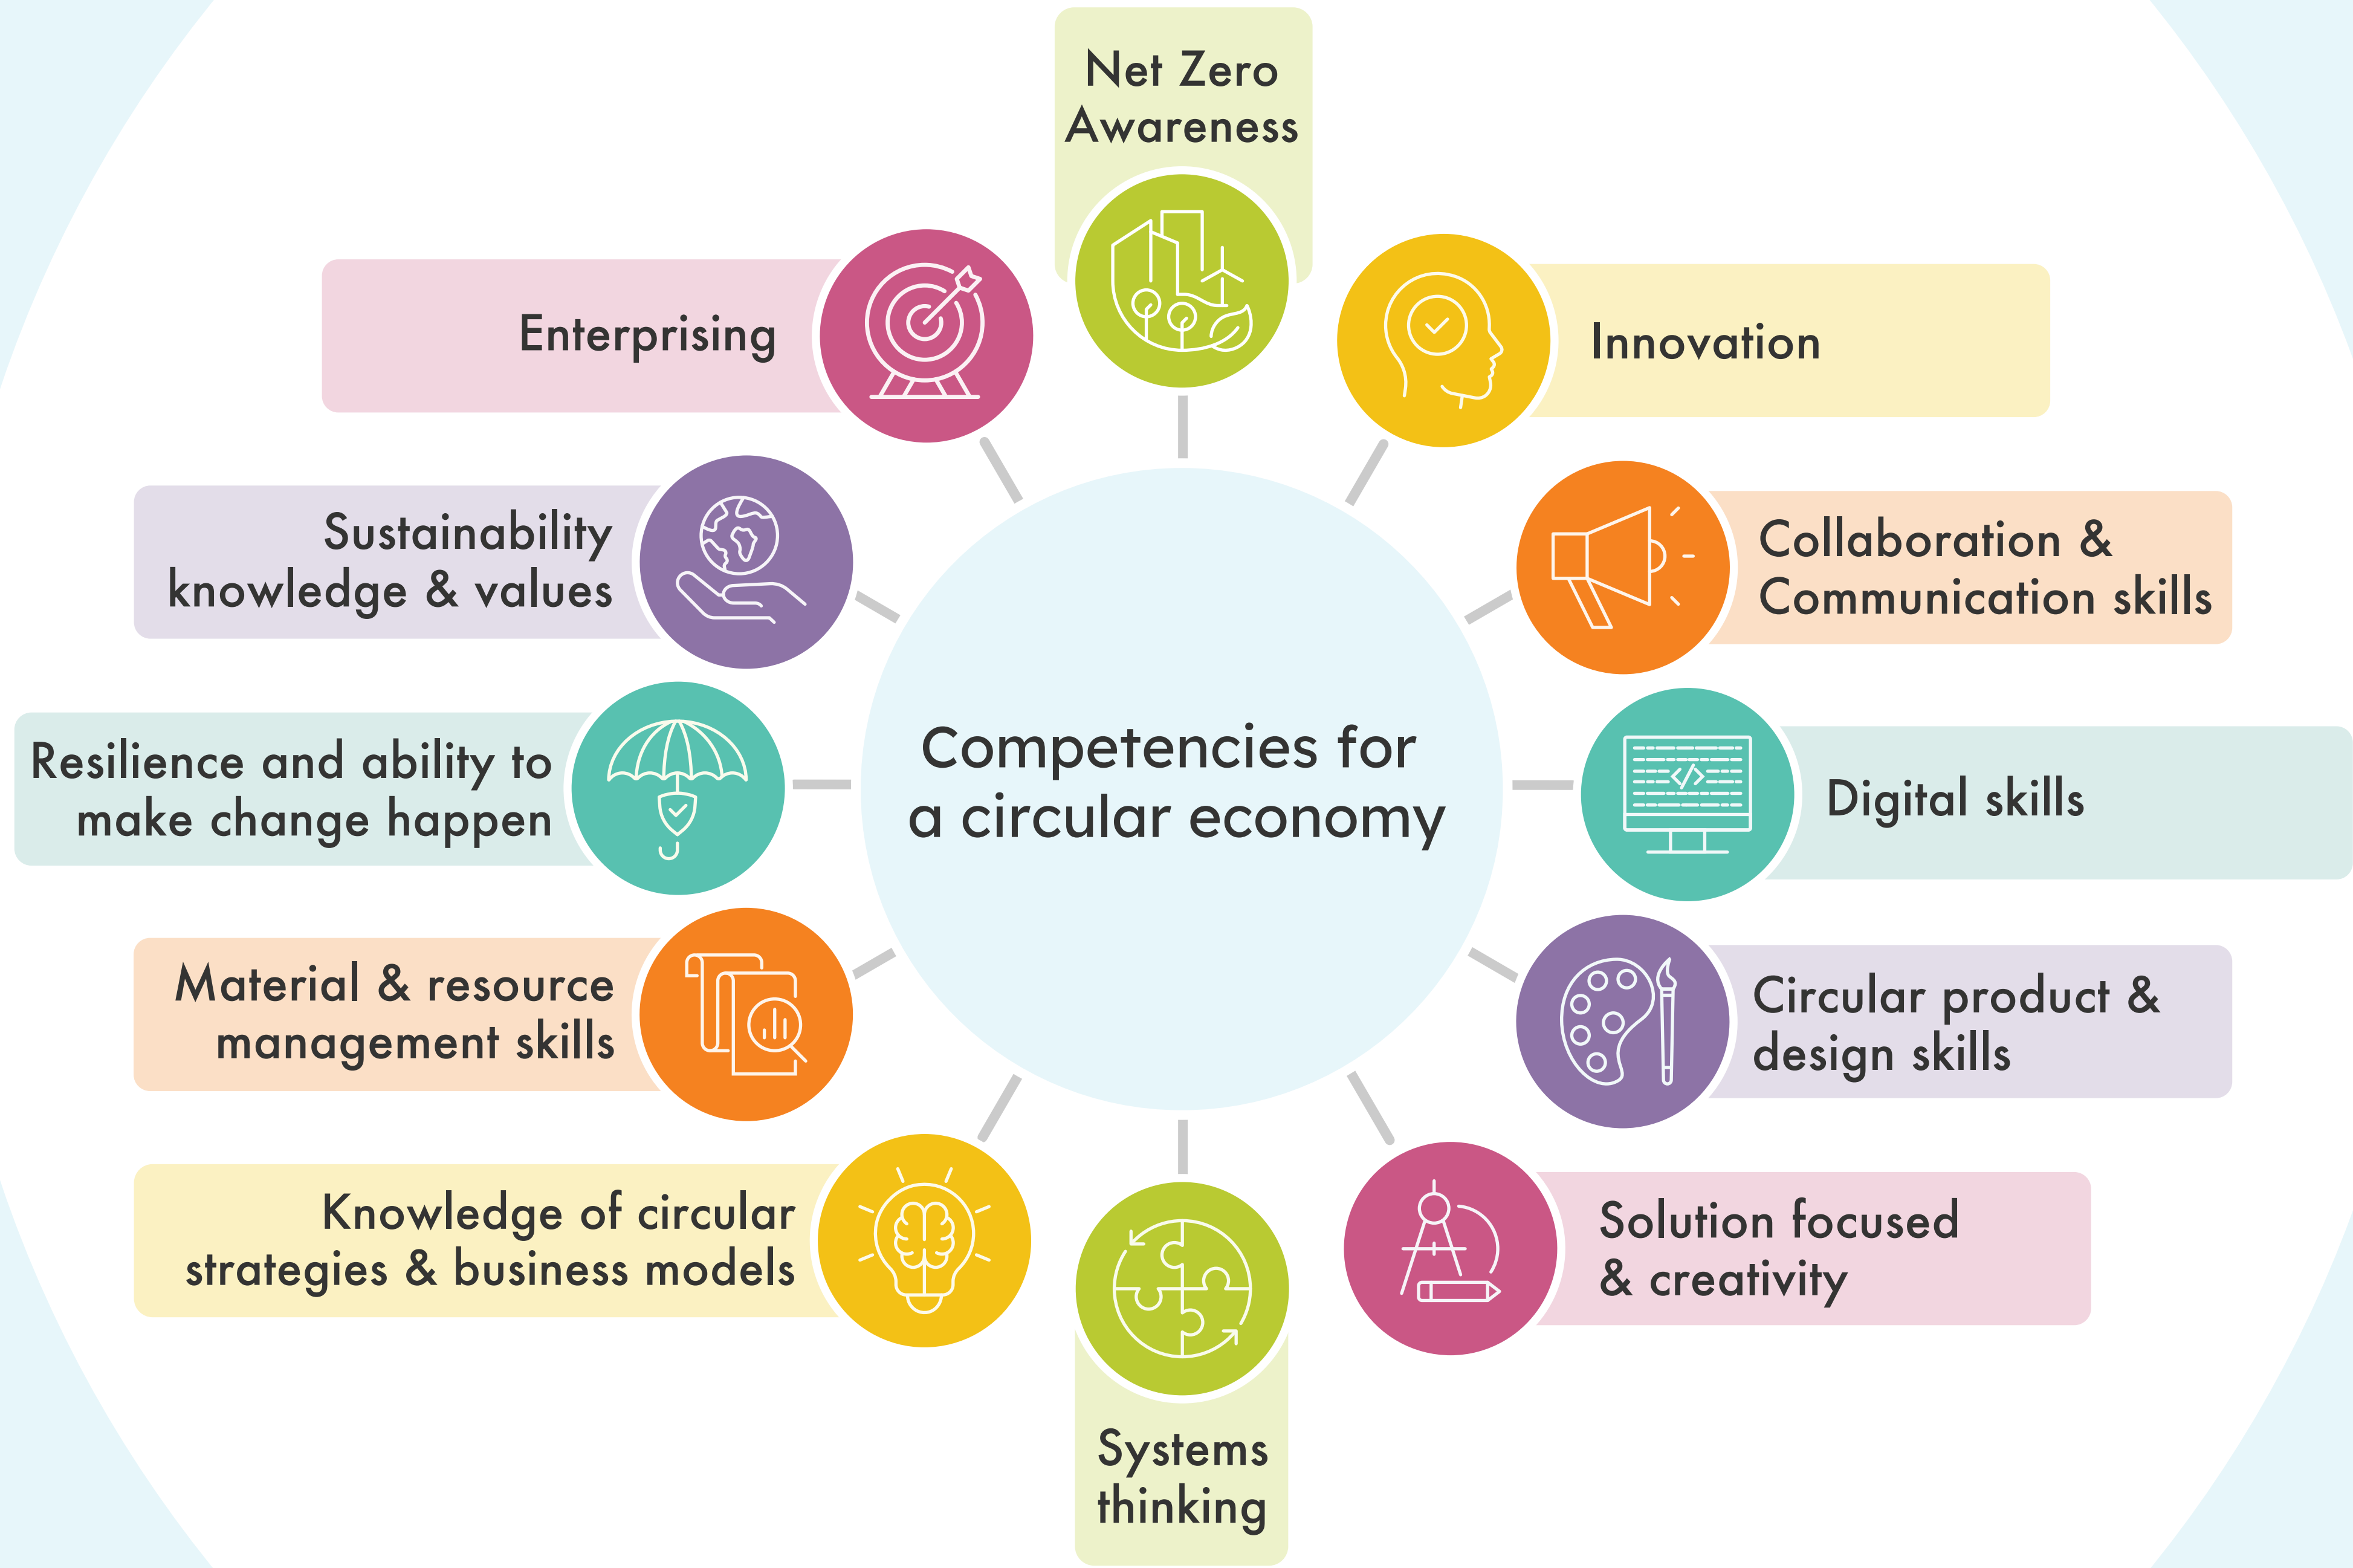 Net Zero
Awareness
Enterprising
Innovation
Sustainability
knowledge & values
Collaboration &
Communication skills
Resilience and ability to
make change happen
Competencies for
a circular economy
Digital skills
Material & resource
management skills
Circular product &
design skills
Knowledge of circular
strategies & business models
Solution focused
& creativity
Systems
thinking